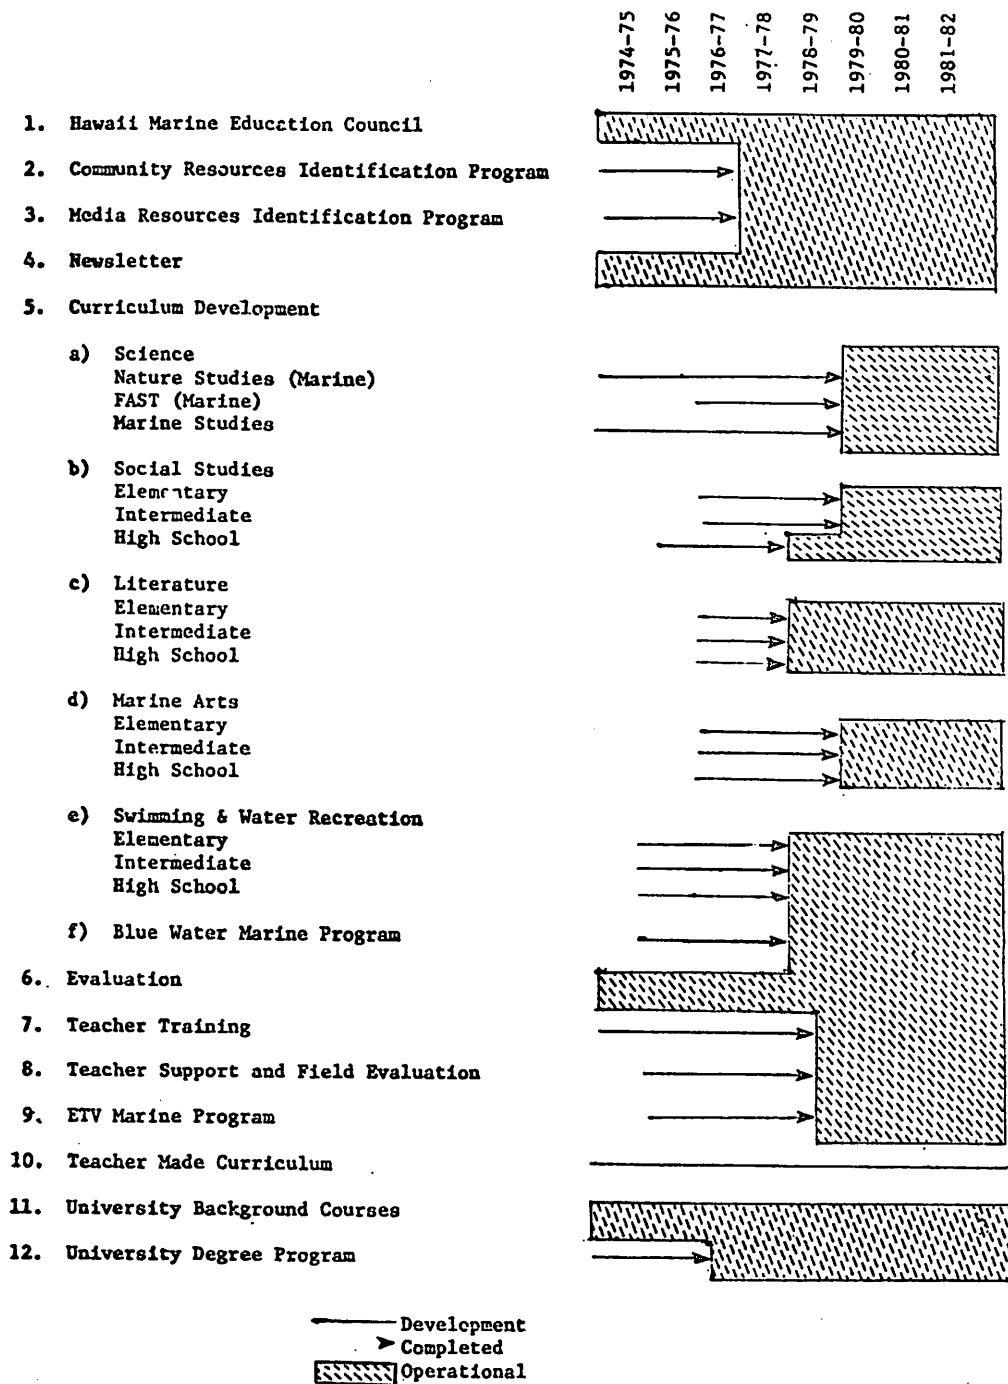 1974-75
1975-76
1976-77
1977-78
1978-79
1979-80
1980-81
1981-82
1. Hawaii Marine Education Council
2. Community Resources Identification Program
3. Media Resources Identification Program
4. Newsletter
5. Curriculum Development
a) Science
Nature Studies (Marine)
FAST (Marine)
Marine Studies
b) Social Studies
Elementary
Intermediate
High School
c) Literature
Elementary
Intermediate
High School
d) Marine Arts
Elementary
Intermediate
High School
e) Swimming & Water Recreation
Elementary
Intermediate
High School
f) Blue Water Marine Program
6. Evaluation
7. Teacher Training
8. Teacher Support and Field Evaluation
9. ETV Marine Program
10. Teacher Made Curriculum
11. University Background Courses
12. University Degree Program
Development
Completed
Operational